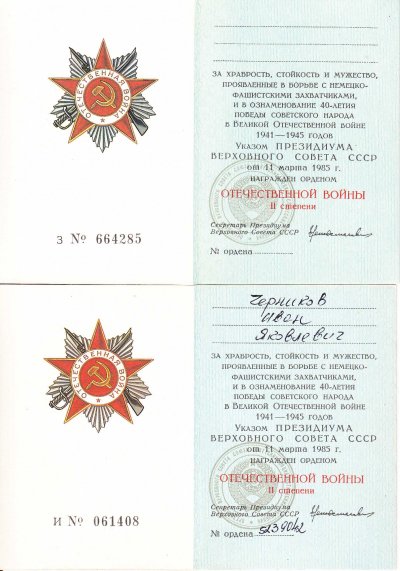 ОТЕЧЕСТВЕННАЯ ВОЙНА
З № 664285
ЗА ХРАБРОСТЬ, СТОЙКОСТЬ И МУЖЕСТВО,
ПРОЯВЛЕННЫЕ В БОРЬБЕ С НЕМЕЦКО-
ФАШИСТСКИМИ ЗАХВАТЧИКАМИ,
И В ОЗНАМЕНОВАНИЕ 40-ЛЕТИЯ
ПОБЕДЫ СОВЕТСКОГО НАРОДА
В ВЕЛИКОЙ ОТЕЧЕСТВЕННОЙ ВОЙНЕ
1941—1945 ГОДОВ
УКАЗОМ ПРЕЗИДИУМА
ВЕРХОВНОГО СОВЕТА СССР
ОТ 11 МАРТА 1985 г.
НАГРАЖДЕН ОРДЕНОМ
ОТЕЧЕСТВЕННОЙ ВОЙНЫ
II СТЕПЕНИ
Секретарь Президиума
Верховного Совета СССР
№ ордена
ОТЕЧЕСТВЕННАЯ ВОЙНА
И № 061408
Черников
Иван
Яковлевич
ЗА ХРАБРОСТЬ, СТОЙКОСТЬ И МУЖЕСТВО,
ПРОЯВЛЕННЫЕ В БОРЬБЕ С НЕМЕЦКО-
ФАШИСТСКИМИ ЗАХВАТЧИКАМИ,
И В ОЗНАМЕНОВАНИЕ 40-ЛЕТИЯ
ПОБЕДЫ СОВЕТСКОГО НАРОДА
В ВЕЛИКОЙ ОТЕЧЕСТВЕННОЙ ВОЙНЕ
1941—1945 ГОДОВ
УКАЗОМ ПРЕЗИДИУМА
ВЕРХОВНОГО СОВЕТА СССР
ОТ 11 МАРТА 1985 г.
НАГРАЖДЕН ОРДЕНОМ
ОТЕЧЕСТВЕННОЙ ВОЙНЫ
II СТЕПЕНИ
Секретарь Президиума
Верховного Совета СССР
№ ордена